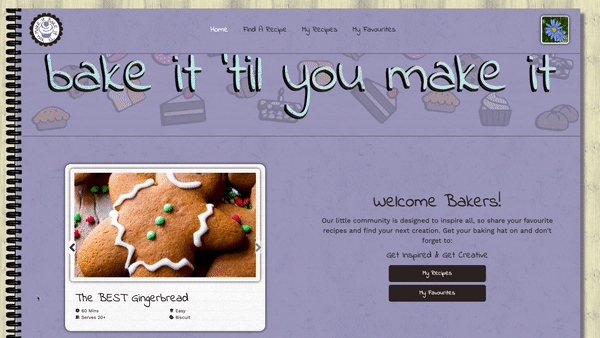 Home Find A Recipe My Recipes My Favourites
bake it 'til you make it
Welcome Bakers!
Our little community is designed to inspire all, so share your favourite
recipes and find your next creation. Get your baking hat on and don't
forget to:
Get Inspired & Get Creative
My Recipes
My Favourites
The BEST Gingerbread
60 Mins Easy
Serves 20+ Biscuit